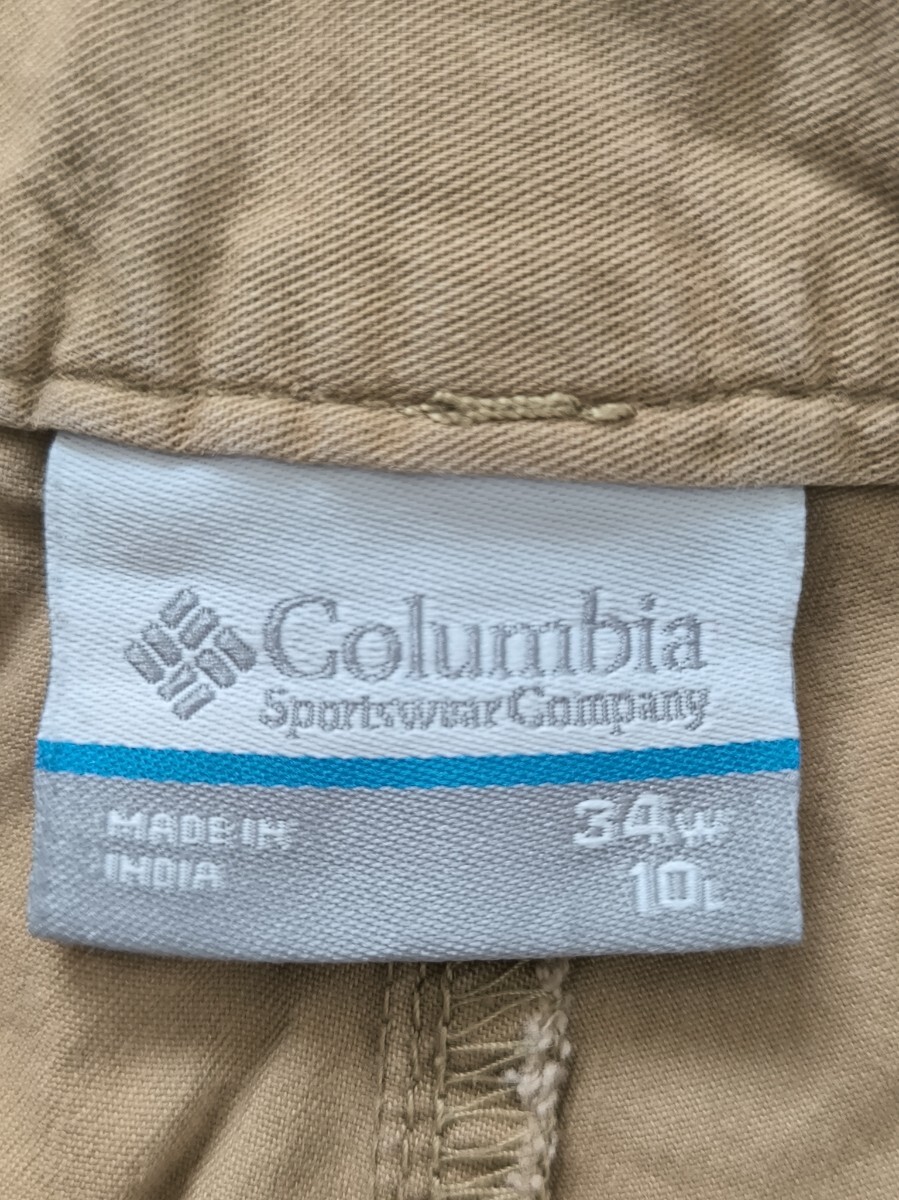 Columbia
Sportswear Company
MADE IN
INDIA
34W
10L